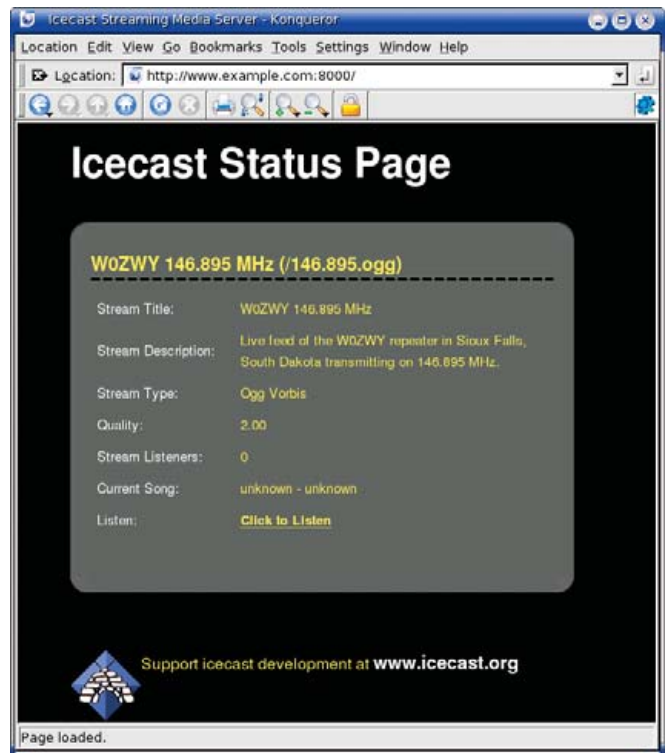 Icecast Streaming Media Server - Konqueror
Location Edit View Go Bookmarks Tools Settings Window Help
Location: http://www.example.com:8000/
Icecast Status Page
W0ZWY 146.895 MHz (/146.895.ogg)
Stream Title: W0ZWY 146.895 MHz
Stream Description: Live feed of the W0ZWY repeater in Sioux Falls,
South Dakota transmitting on 146.895 MHz.
Stream Type: Ogg Vorbis
Quality: 2.00
Stream Listeners: 0
Current Song: unknown - unknown
Listen: Click to Listen
Support icecast development at www.icecast.org
Page loaded.